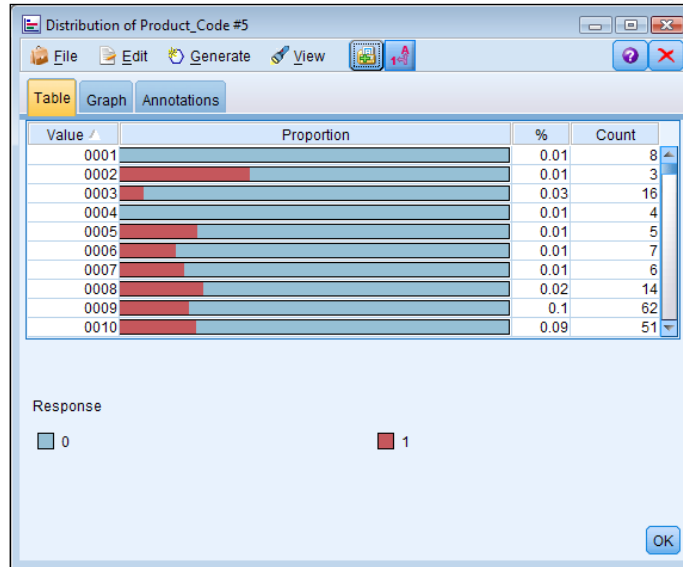 Distribution of Product_Code #5
File Edit Generate View
Table Graph Annotations
Value Proportion % Count
0001 0.01 8
0002 0.01 3
0003 0.03 16
0004 0.01 4
0005 0.01 5
0006 0.01 7
0007 0.01 6
0008 0.02 14
0009 0.1 62
0010 0.09 51
Response
0 1
OK